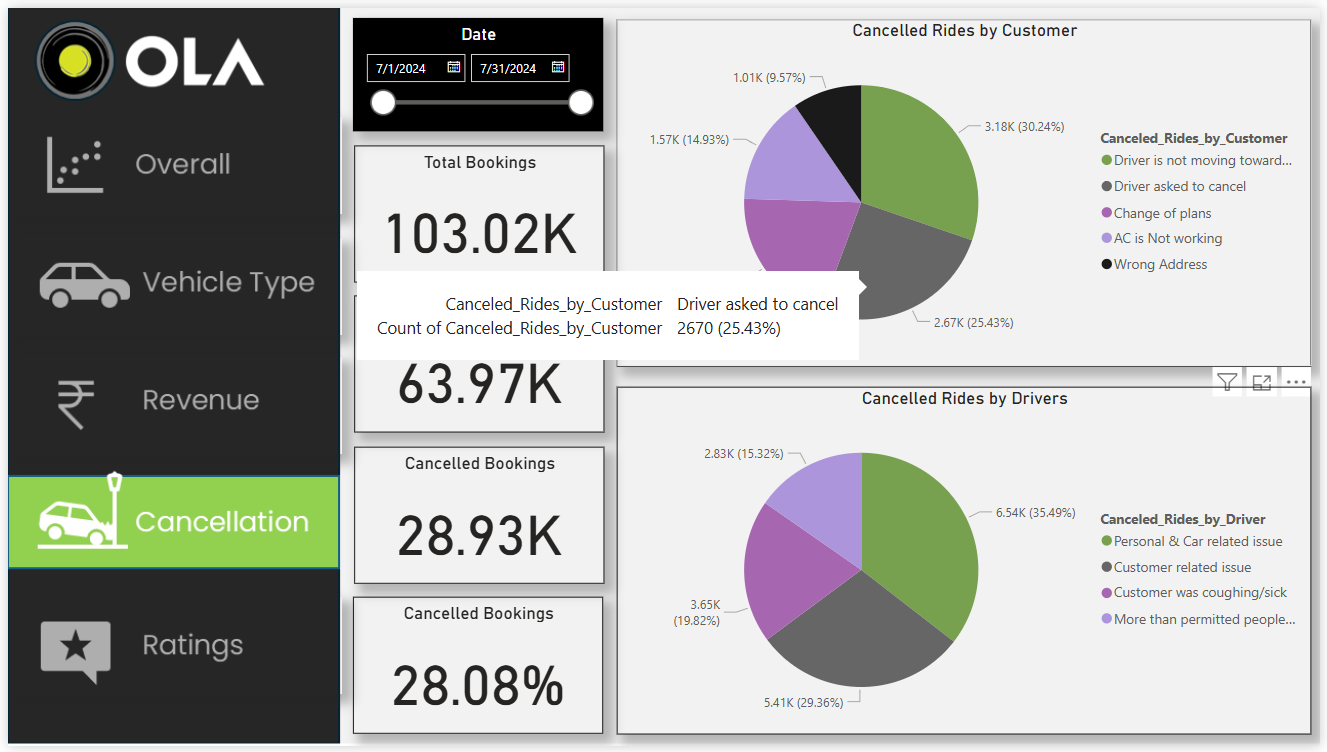 OLA
Overall
Vehicle Type
Revenue
Cancellation
Ratings
Date
7/1/2024
7/31/2024
Total Bookings
103.02K
63.97K
Cancelled Bookings
28.93K
Cancelled Bookings
28.08%
Canceled_Rides_by_Customer Driver asked to cancel
Count of Canceled_Rides_by_Customer 2670 (25.43%)
Cancelled Rides by Customer
1.01K (9.57%)
1.57K (14.93%)
3.18K (30.24%)
2.67K (25.43%)
Canceled_Rides_by_Customer
Driver is not moving toward...
Driver asked to cancel
Change of plans
AC is Not working
Wrong Address
Cancelled Rides by Drivers
2.83K (15.32%)
6.54K (35.49%)
3.65K
(19.82%)
5.41K (29.36%)
Canceled_Rides_by_Driver
Personal & Car related issue
Customer related issue
Customer was coughing/sick
More than permitted people...